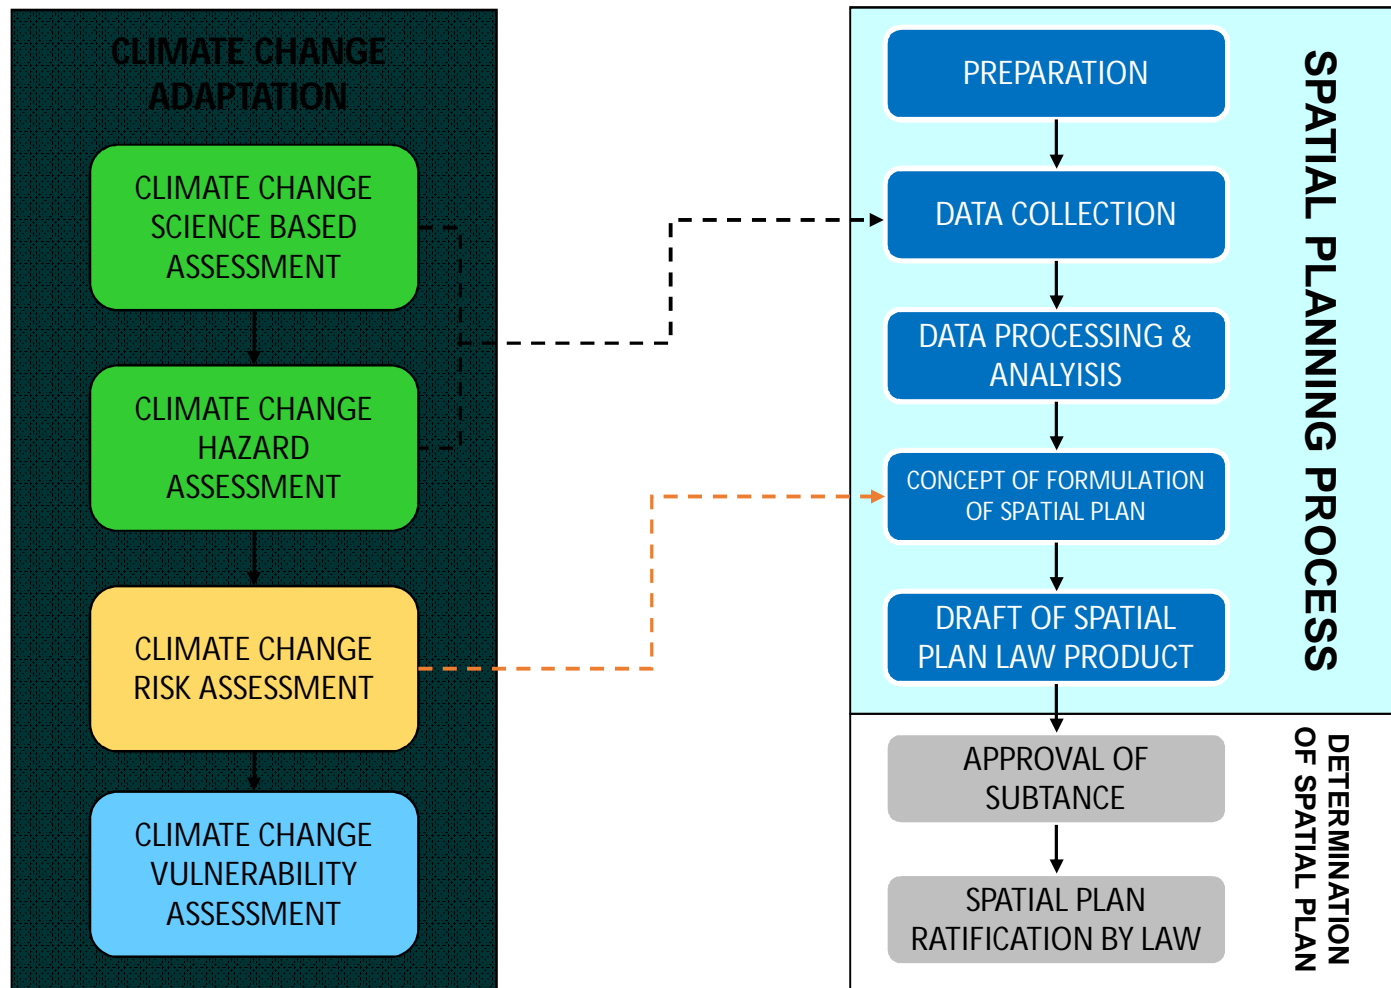 CLIMATE CHANGE
ADAPTATION
CLIMATE CHANGE
SCIENCE BASED
ASSESSMENT
CLIMATE CHANGE
HAZARD
ASSESSMENT
CLIMATE CHANGE
RISK ASSESSMENT
CLIMATE CHANGE
VULNERABILITY
ASSESSMENT
PREPARATION
DATA COLLECTION
DATA PROCESSING &
ANALYISIS
CONCEPT OF FORMULATION
OF SPATIAL PLAN
DRAFT OF SPATIAL
PLAN LAW PRODUCT
SPATIAL PLANNING PROCESS
APPROVAL OF
SUBTANCE
SPATIAL PLAN
RATIFICATION BY LAW
DETERMINATION
OF SPATIAL PLAN